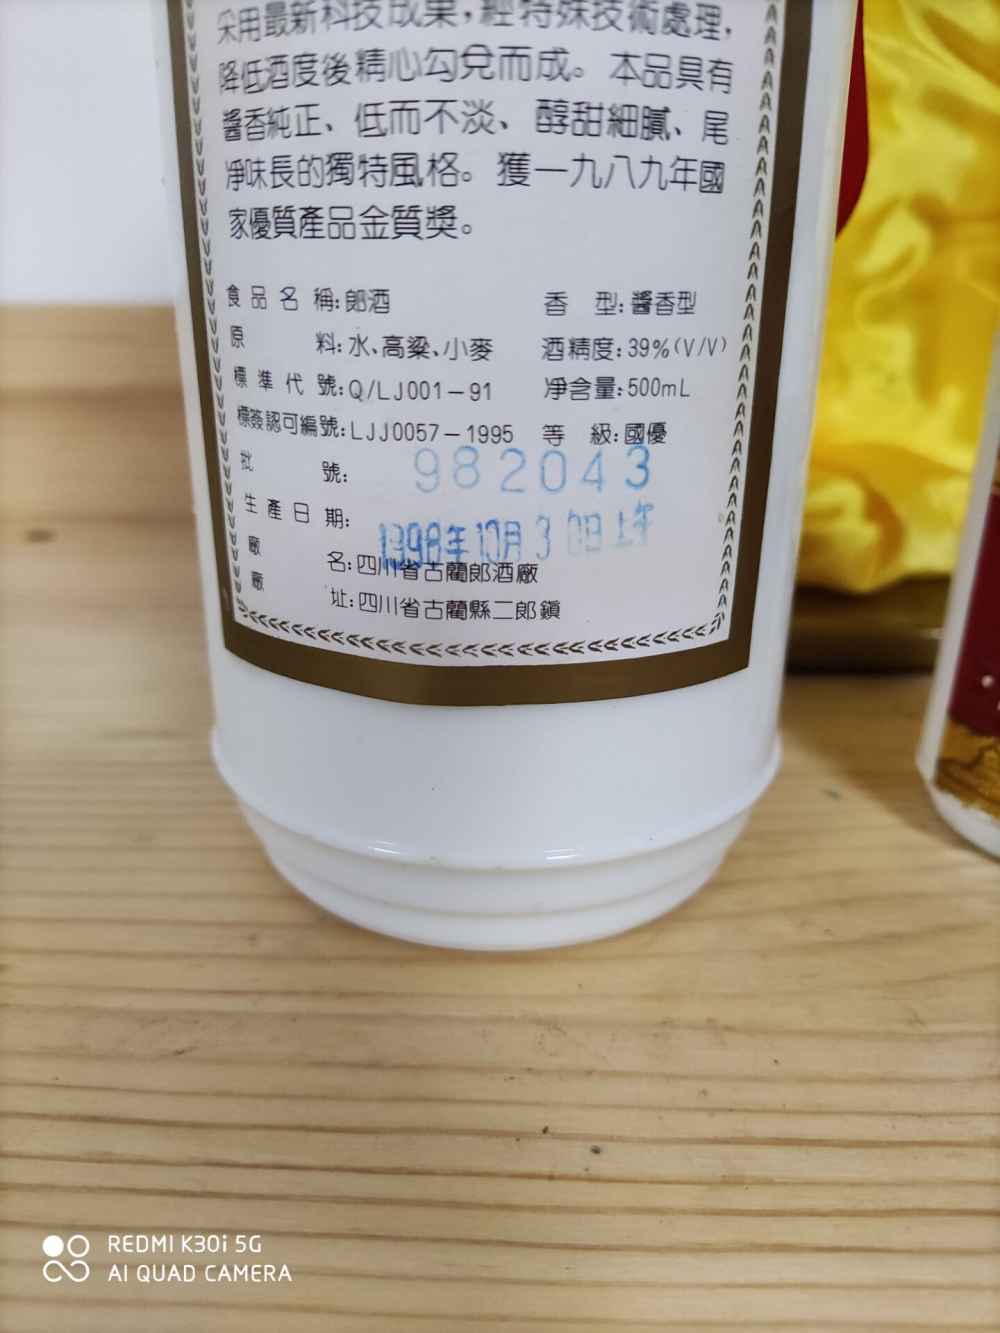 采用最新科技成果，經特殊技術處理，
降低酒度後精心勾兌而成。本品具有
醬香純正、低而不淡、醇甜細膩、尾
凈味長的獨特風格。獲一九八九年國
家優質產品金質獎。
食品名稱：郎酒 香型：醬香型
原料：水、高粱、小麥 酒精度：39%(V/V)
標準代號：Q/LJ001-91 凈含量：500mL
標簽認可編號：LJJ0057-1995 等級：國優
批號： 982043
生產日期： 1998年10月30日上午
廠名：四川省古藺郎酒廠
廠址：四川省古藺縣二郎鎮
REDMI K30i 5G
AI QUAD CAMERA